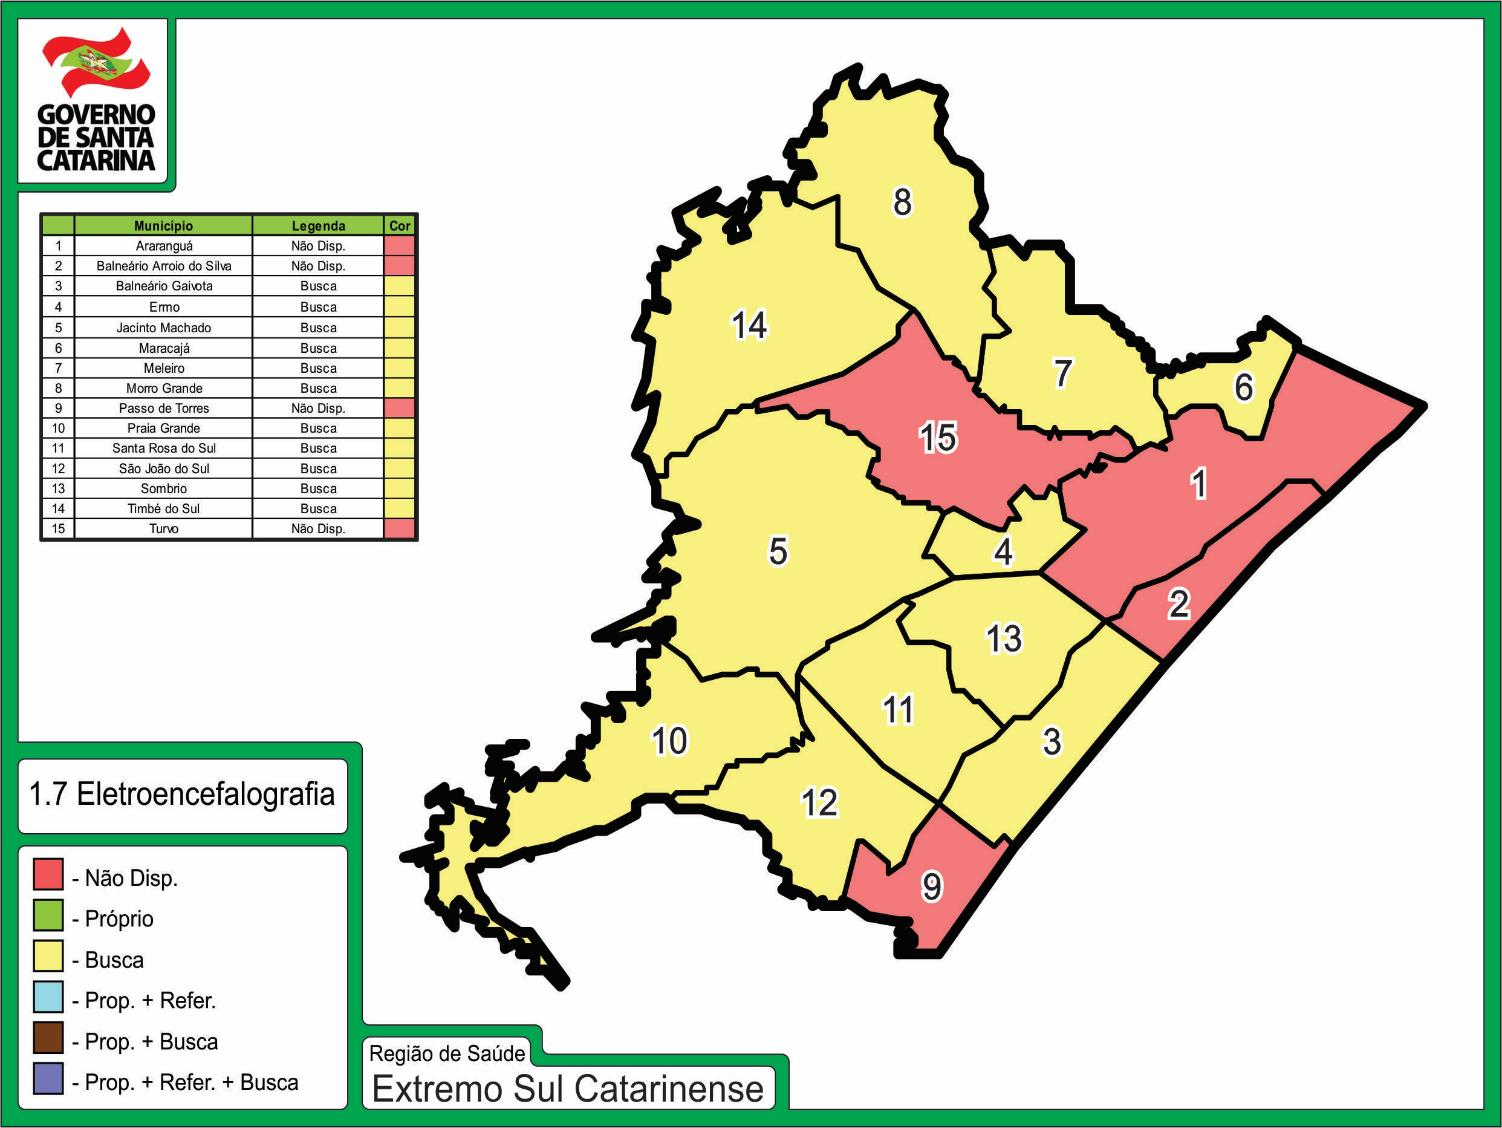 GOVERNO
DE SANTA
CATARINA
Município Legenda Cor
1 Araranguá Não Disp.
2 Balneário Arroio do Silva Não Disp.
3 Balneário Gaivota Busca
4 Ermo Busca
5 Jacinto Machado Busca
6 Maracajá Busca
7 Meleiro Busca
8 Morro Grande Busca
9 Passo de Torres Não Disp.
10 Praia Grande Busca
11 Santa Rosa do Sul Busca
12 São João do Sul Busca
13 Sombrio Busca
14 Timbé do Sul Busca
15 Turvo Não Disp.
8
14
7
6
15
1
5
4
2
13
11
3
10
12
9
1.7 Eletroencefalografia
- Não Disp.
- Próprio
- Busca
- Prop. + Refer.
- Prop. + Busca
- Prop. + Refer. + Busca
Região de Saúde
Extremo Sul Catarinense